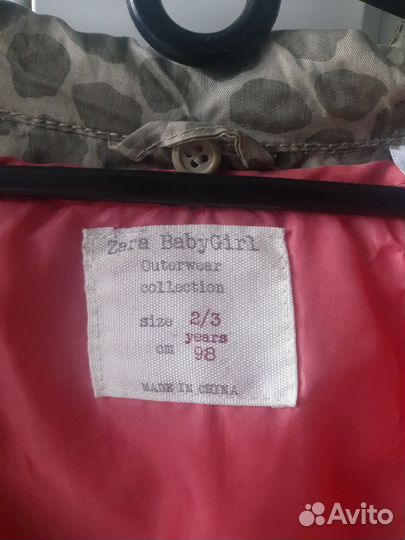 Zara BabyGirl
Outerwear
collection
size 2/3
years
cm 98
MADE IN CHINA
Avito